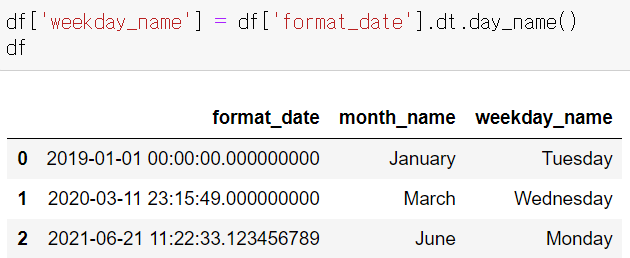 df['weekday_name'] = df['format_date'].dt.day_name()
df
format_date month_name weekday_name
0 2019-01-01 00:00:00.000000000 January Tuesday
1 2020-03-11 23:15:49.000000000 March Wednesday
2 2021-06-21 11:22:33.123456789 June Monday